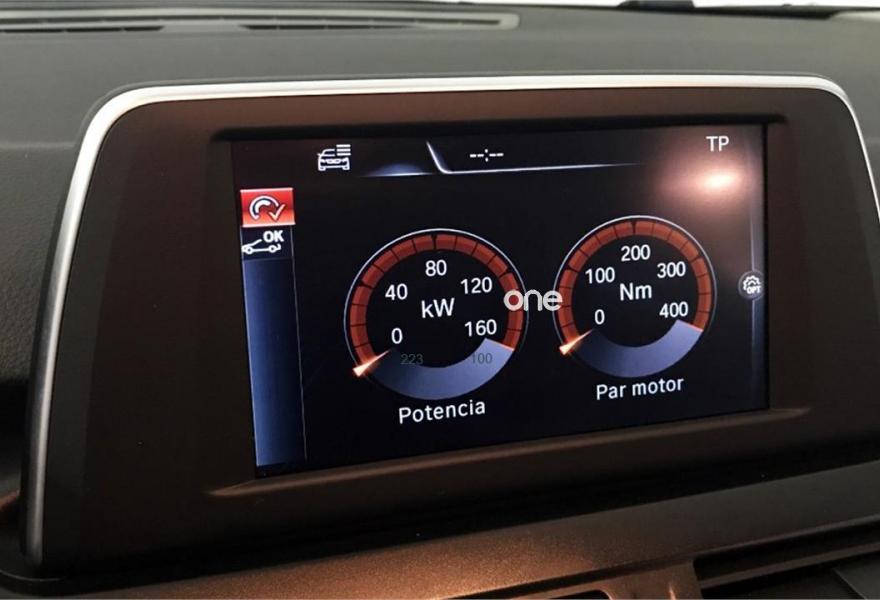 --:-- TP
OK
80
40 120
kW
0 160
Potencia
200
100 300
Nm
0 400
Par motor
OPT
one
223 100